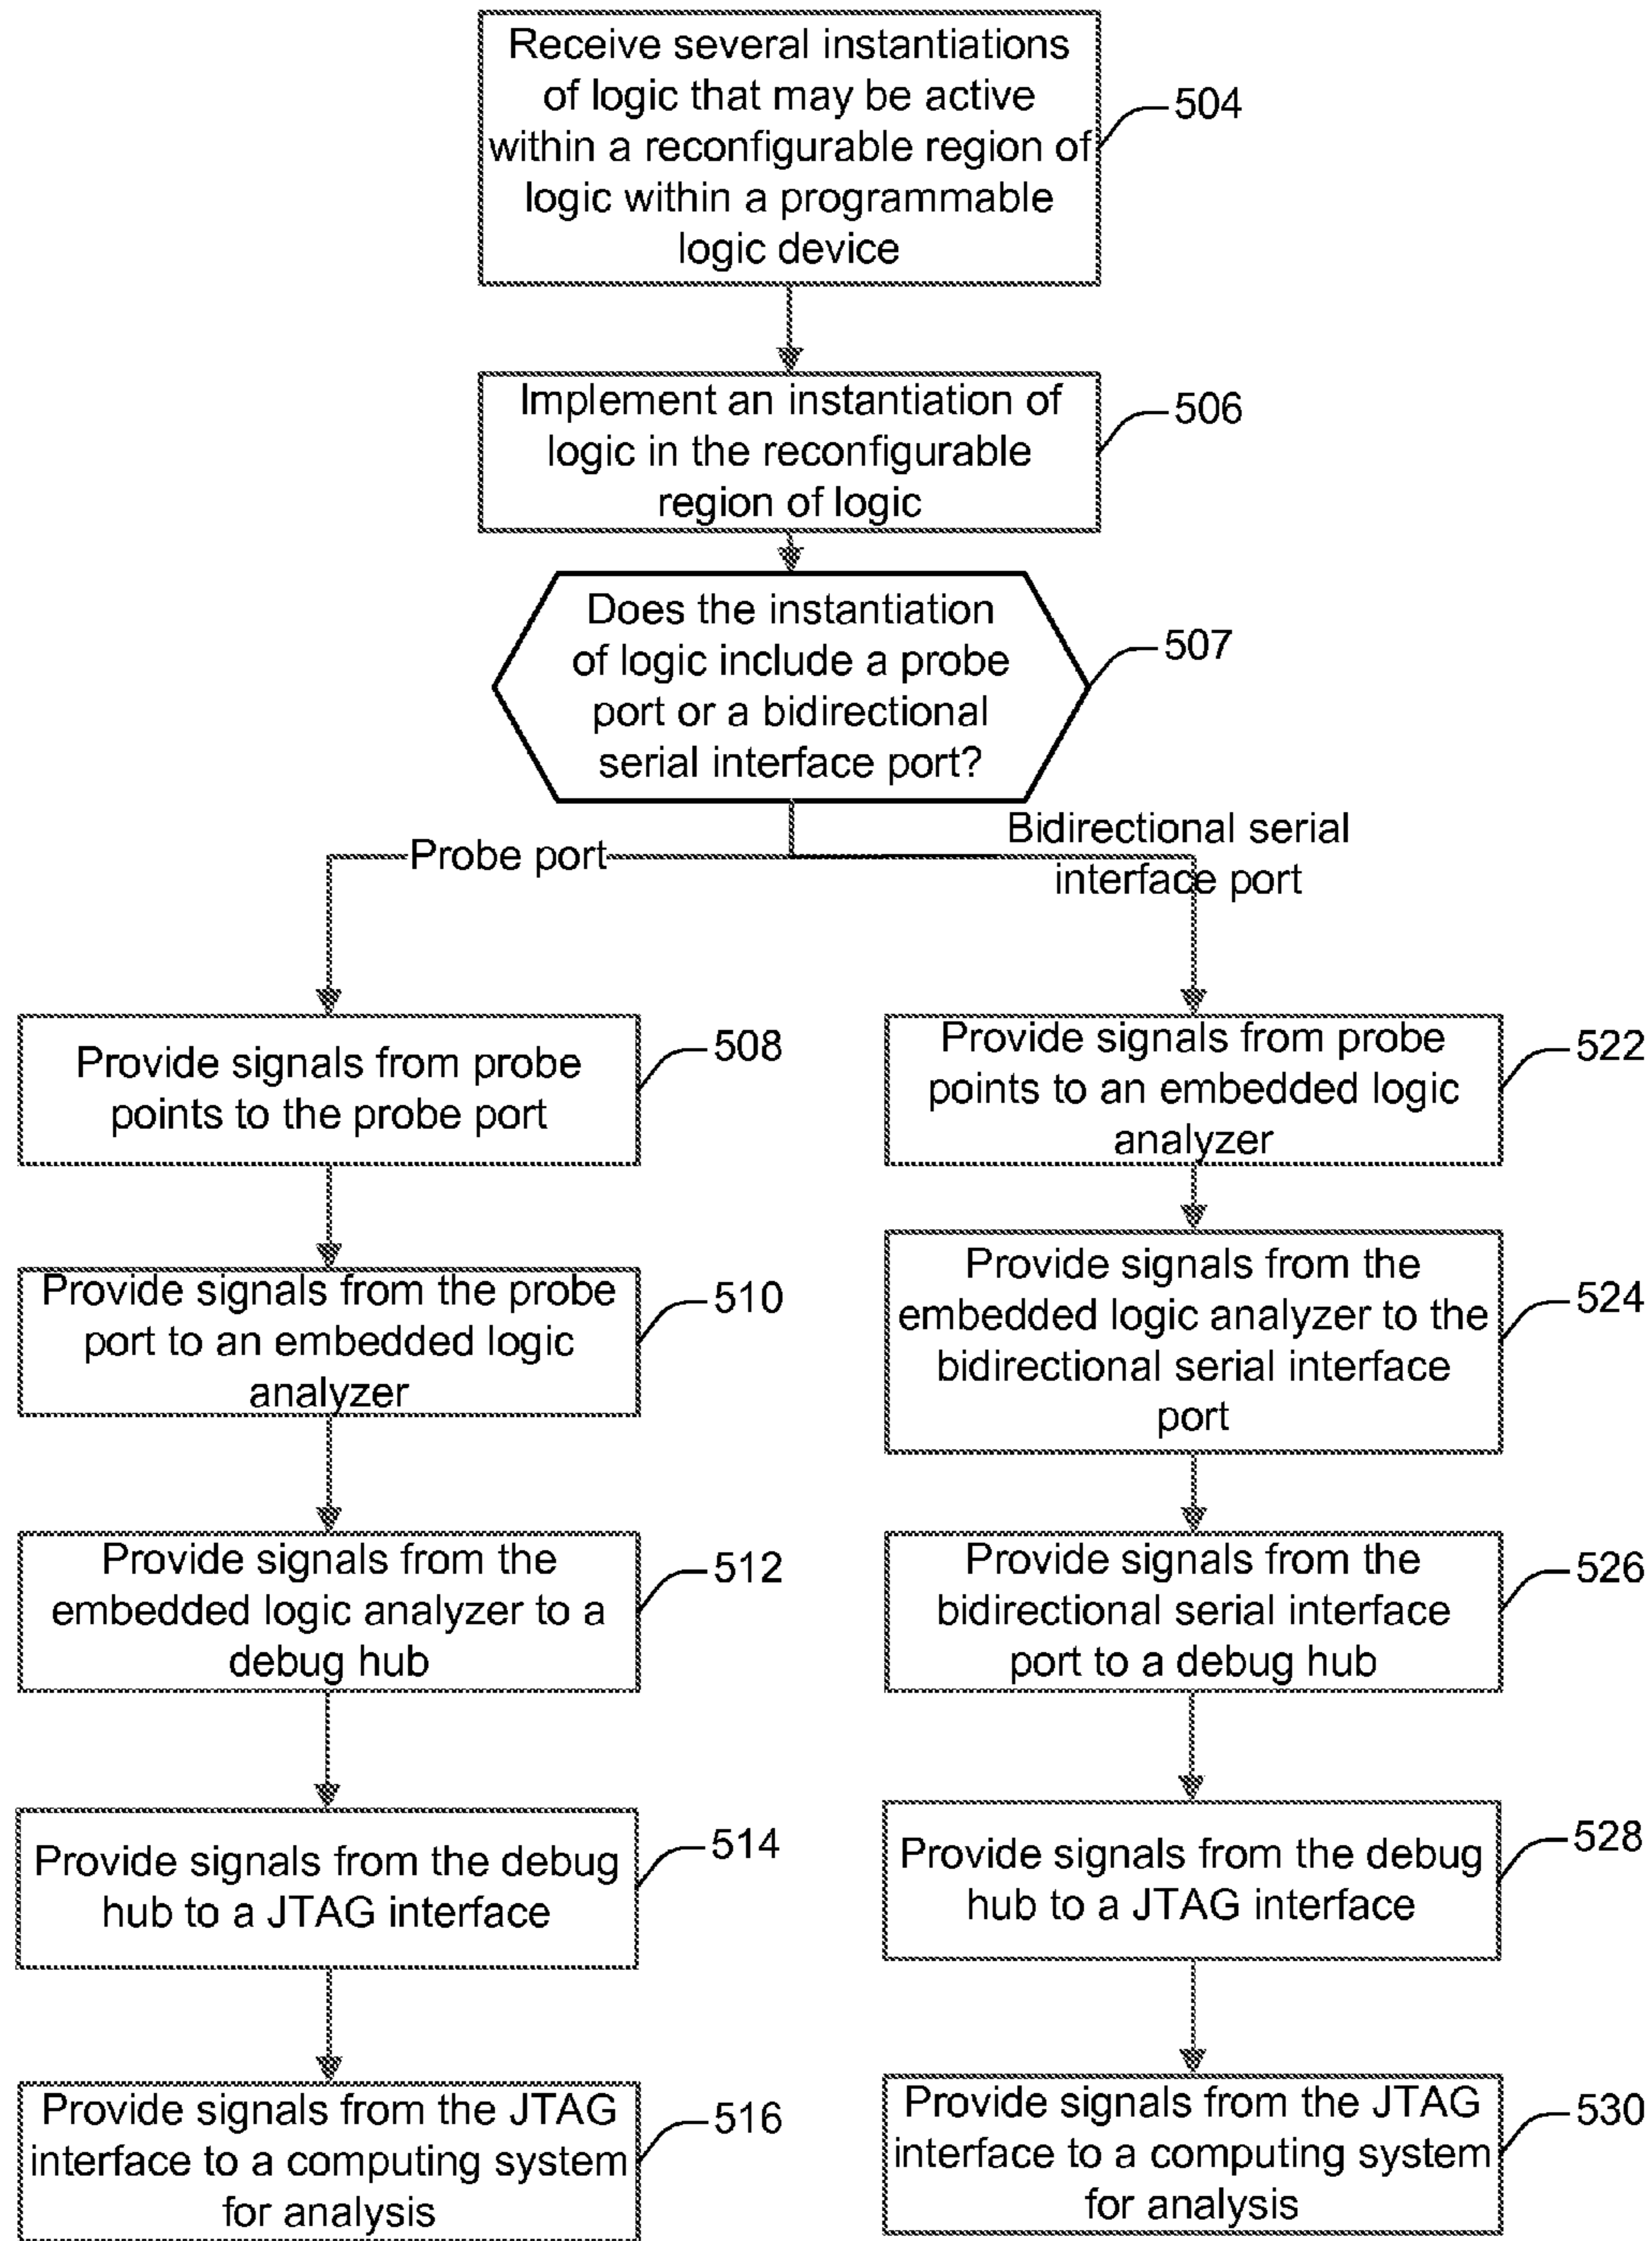 Receive several instantiations
of logic that may be active
within a reconfigurable region of
logic within a programmable
logic device
504
Implement an instantiation of
logic in the reconfigurable
region of logic
506
Does the instantiation
of logic include a probe
port or a bidirectional
serial interface port?
507
Probe port
Bidirectional serial
interface port
Provide signals from probe
points to the probe port
508
Provide signals from the probe
port to an embedded logic
analyzer
510
Provide signals from the
embedded logic analyzer to a
debug hub
512
Provide signals from the debug
hub to a JTAG interface
514
Provide signals from the JTAG
interface to a computing system
for analysis
516
Provide signals from probe
points to an embedded logic
analyzer
522
Provide signals from the
embedded logic analyzer to the
bidirectional serial interface
port
524
Provide signals from the
bidirectional serial interface
port to a debug hub
526
Provide signals from the debug
hub to a JTAG interface
528
Provide signals from the JTAG
interface to a computing system
for analysis
530